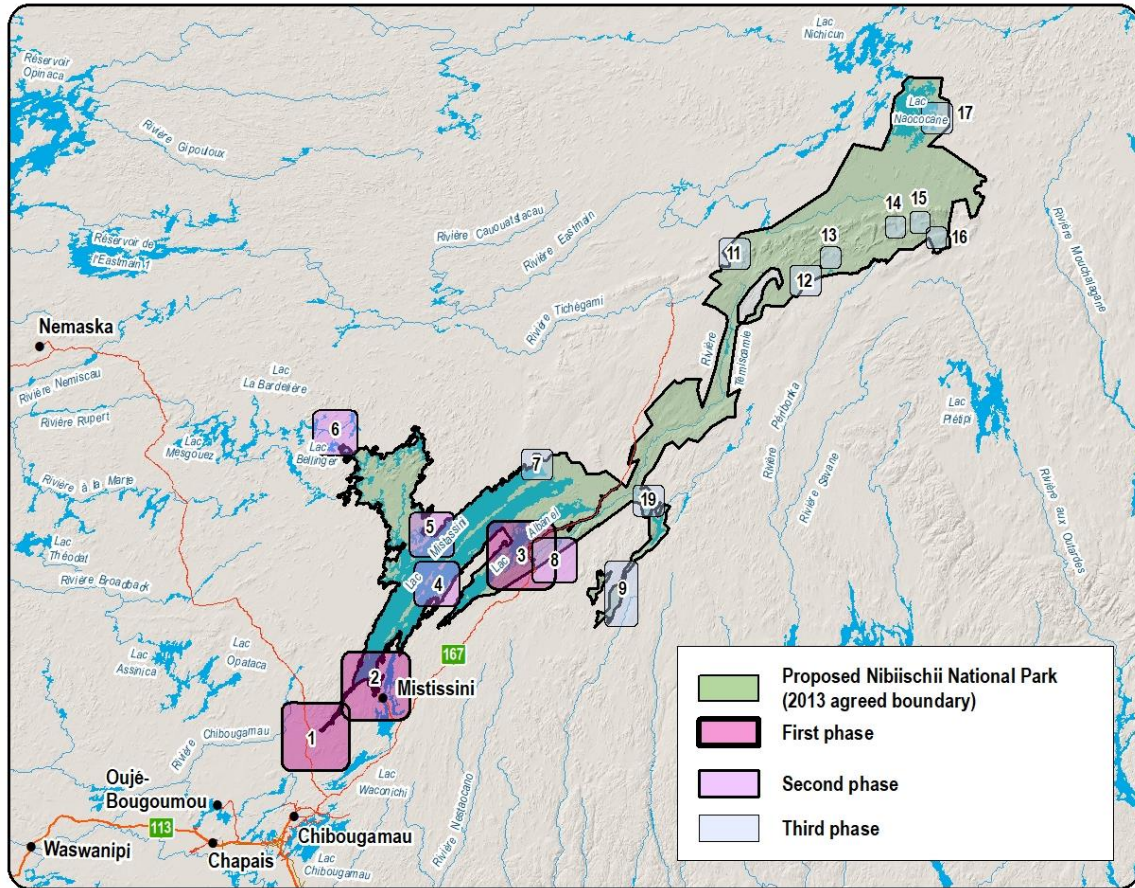 Lac
Nichicun
Réservoir
Opinaca
Lac
Naococane
17
Rivière Gipouloux
Rivière Mouchalagane
14
15
16
Rivière Eastmain
11
13
12
Réservoir de
l'Eastmain 1
Rivière Tichégami
Nemaska
Rivière
Témiscamie
Rivière Nemiscau
Lac
La Bardelière
Rivière Péribonka
Lac
Plétipi
Rivière Rupert
6
Lac
Mesgouez
Lac
Bellinger
7
Rivière Savane
Rivière à la Marte
19
5
Lac Mistassini
Lac Albanel
3
8
Rivière aux Outardes
Lac
Théodat
4
9
Rivière Broadback
Lac
Assinica
Lac
Opataca
167
2
Mistissini
1
Rivière Chibougamau
Lac
Waconichi
Rivière Nestaocano
Oujé-
Bougoumou
113
Chibougamau
Waswanipi
Chapais
Lac
Chibougamau
Proposed Nibiischii National Park
(2013 agreed boundary)
First phase
Second phase
Third phase